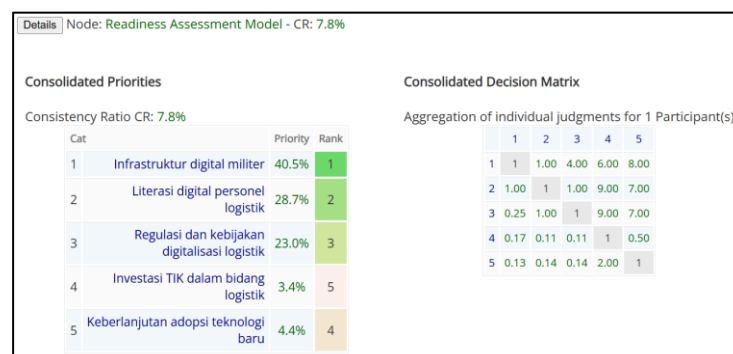 Details Node: Readiness Assessment Model - CR: 7.8%
Consolidated Priorities
Consistency Ratio CR: 7.8%
Cat Priority Rank
1 Infrastruktur digital militer 40.5% 1
2 Literasi digital personel
logistik 28.7% 2
3 Regulasi dan kebijakan
digitalisasi logistik 23.0% 3
4 Investasi TIK dalam bidang
logistik 3.4% 5
5 Keberlanjutan adopsi teknologi
baru 4.4% 4
Consolidated Decision Matrix
Aggregation of individual judgments for 1 Participant(s)
1 2 3 4 5
1 1 1.00 4.00 6.00 8.00
2 1.00 1 1.00 9.00 7.00
3 0.25 1.00 1 9.00 7.00
4 0.17 0.11 0.11 1 0.50
5 0.13 0.14 0.14 2.00 1